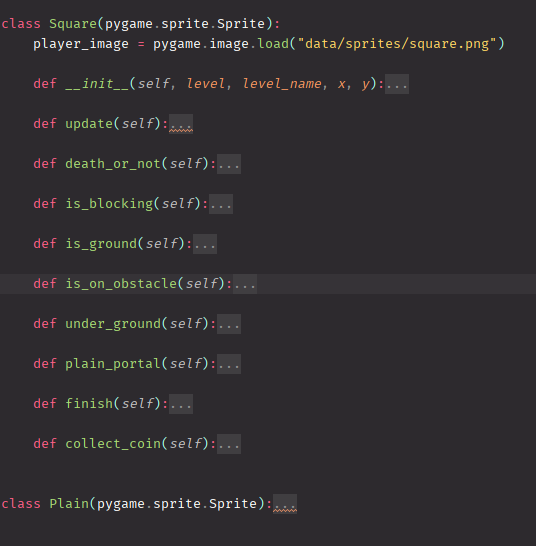 class Square(pygame.sprite.Sprite):
    player_image = pygame.image.load("data/sprites/square.png")
    def __init__(self, level, level_name, x, y):...
    def update(self):...
    def death_or_not(self):...
    def is_blocking(self):...
    def is_ground(self):...
    def is_on_obstacle(self):...
    def under_ground(self):...
    def plain_portal(self):...
    def finish(self):...
    def collect_coin(self):...
class Plain(pygame.sprite.Sprite):...